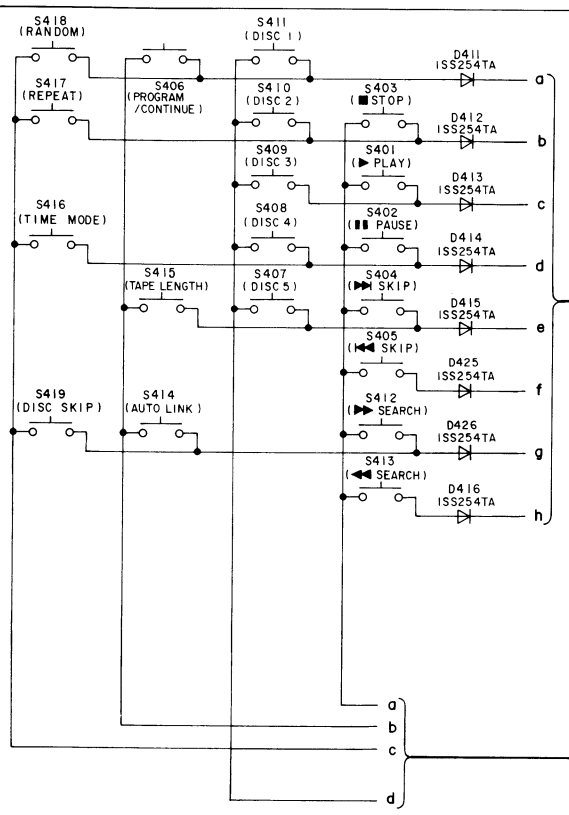 S418
(RANDOM)
S406
(PROGRAM
/CONTINUE)
S411
(DISC 1)
D411
1SS254TA
a
S417
(REPEAT)
S410
(DISC 2)
S403
(■STOP)
D412
1SS254TA
b
S409
(DISC 3)
S401
(▶ PLAY)
D413
1SS254TA
c
S416
(TIME MODE)
S408
(DISC 4)
S402
(▮▮ PAUSE)
D414
1SS254TA
d
S415
(TAPE LENGTH)
S407
(DISC 5)
S404
(▶▶| SKIP)
D415
1SS254TA
e
S405
(|◀◀ SKIP)
D425
1SS254TA
f
S419
(DISC SKIP)
S414
(AUTO LINK)
S412
(▶▶ SEARCH)
D426
1SS254TA
g
S413
(◀◀ SEARCH)
D416
1SS254TA
h
a
b
c
d